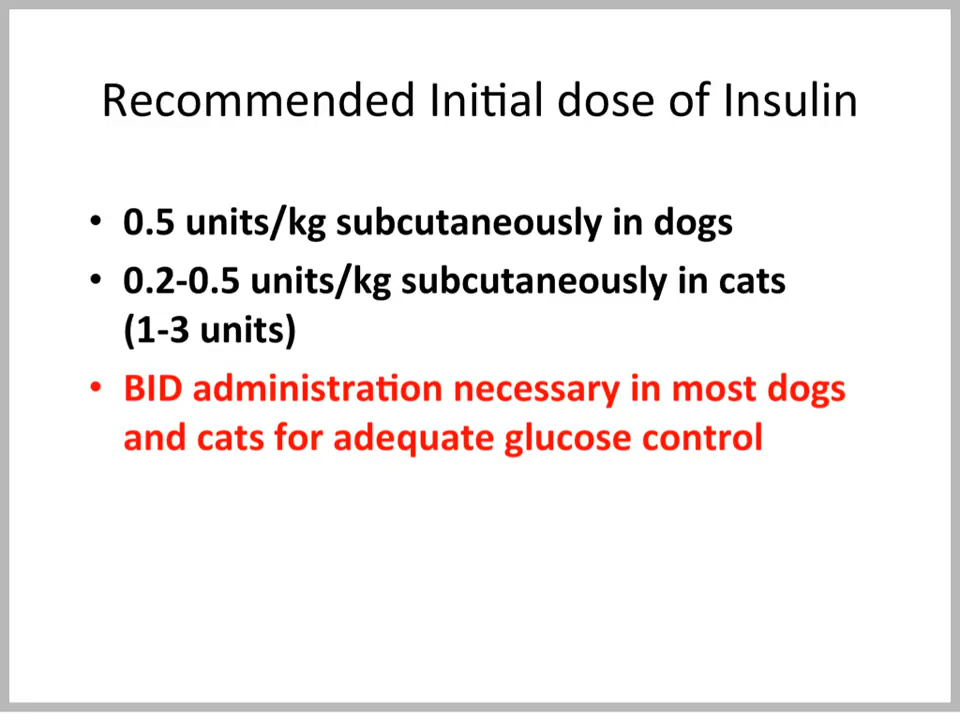 Recommended Initial dose of Insulin
• 0.5 units/kg subcutaneously in dogs
• 0.2-0.5 units/kg subcutaneously in cats
(1-3 units)
• BID administration necessary in most dogs
and cats for adequate glucose control